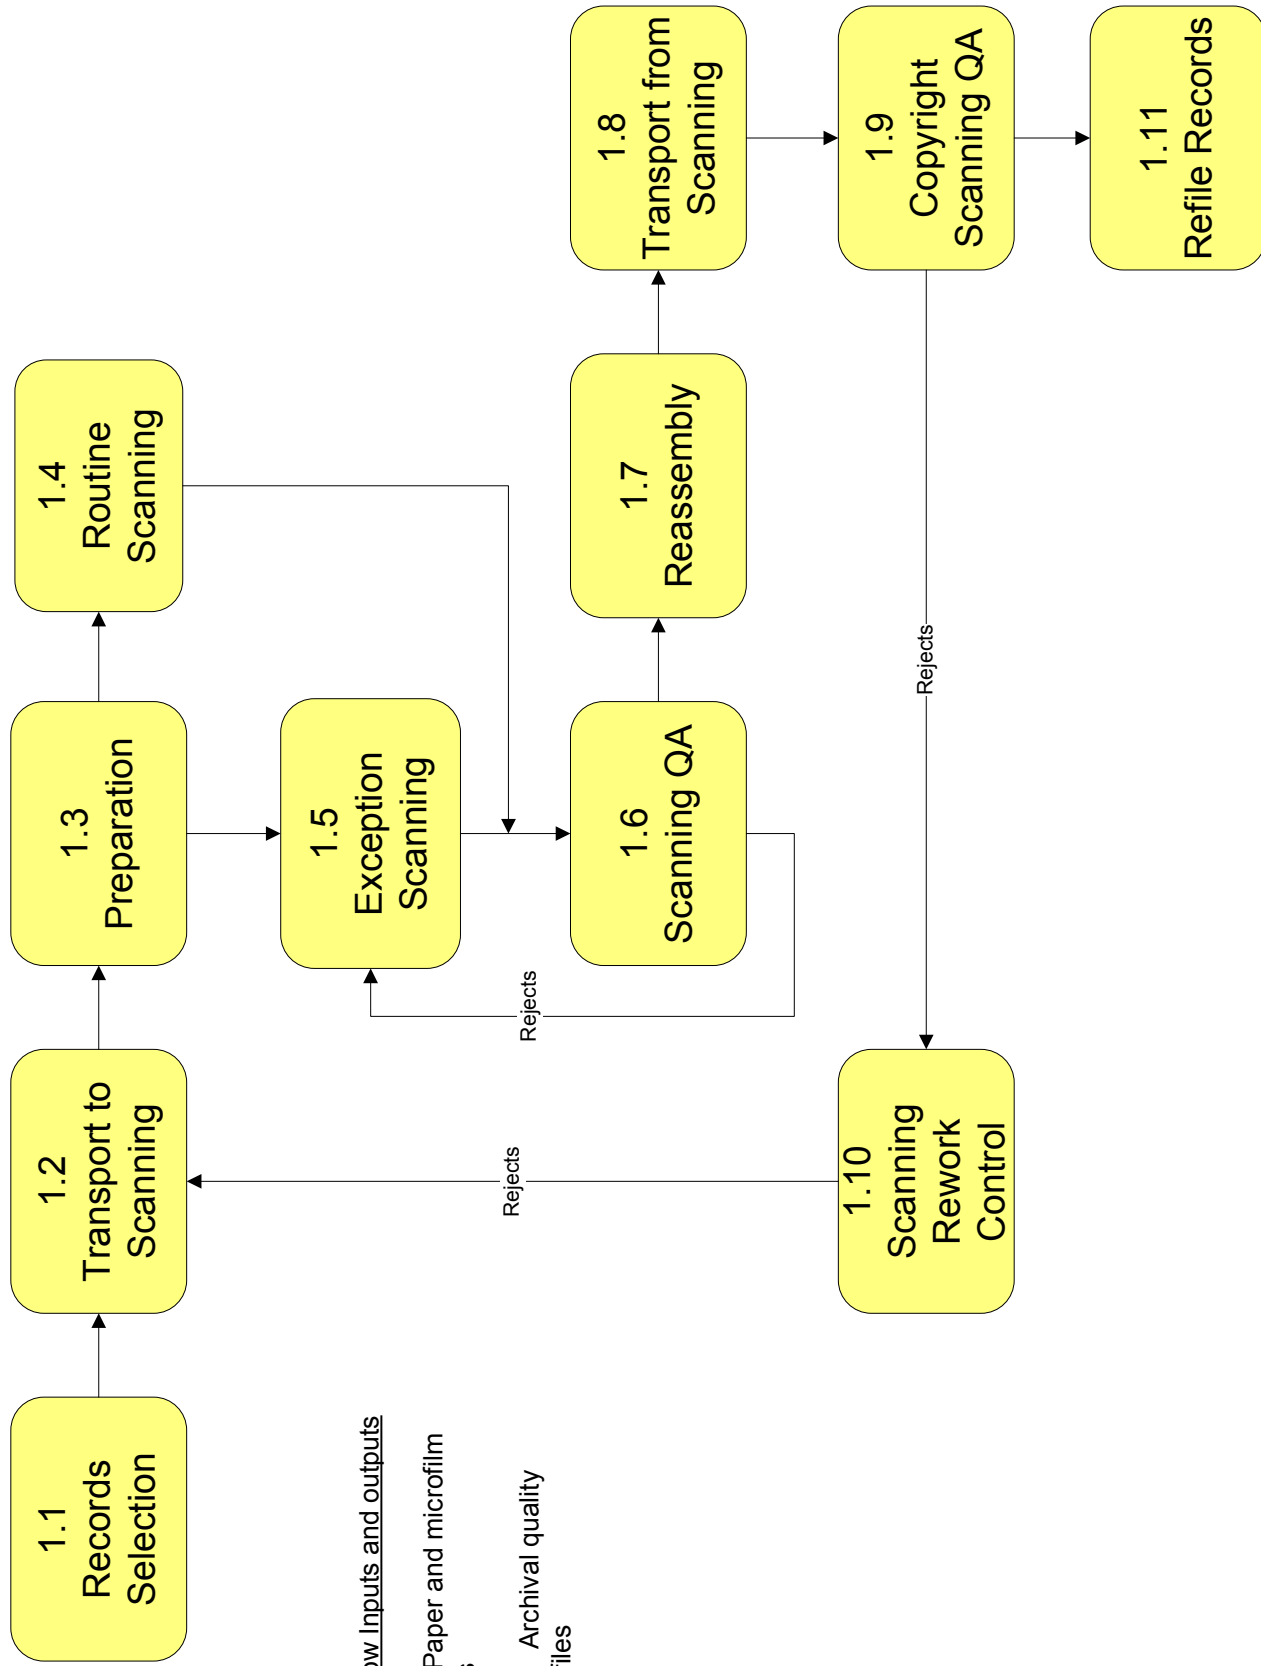 1.1
Records
Selection
1.2
Transport to
Scanning
1.3
Preparation
1.4
Routine
Scanning
1.5
Exception
Scanning
1.6
Scanning QA
Rejects
1.7
Reassembly
1.8
Transport from
Scanning
1.9
Copyright
Scanning QA
Rejects
1.10
Scanning
Rework
Control
Rejects
1.11
Refile Records
ow Inputs and outputs
Paper and microfilm
s
Archival quality
files